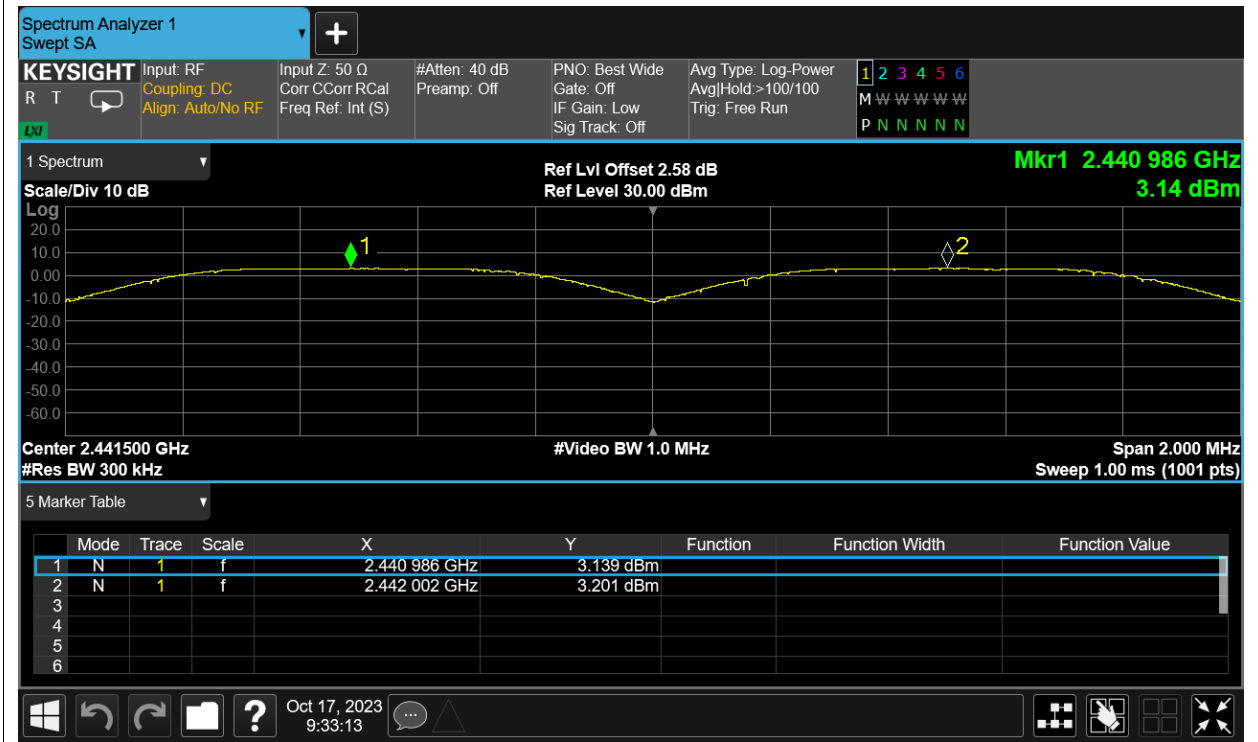 Spectrum Analyzer 1
Swept SA
+
KEYSIGHT
R T
LXI
Input: RF
Coupling: DC
Align: Auto/No RF
Input Z: 50 Ω
Corr CCorr RCal
Freq Ref: Int (S)
#Atten: 40 dB
Preamp: Off
PNO: Best Wide
Gate: Off
IF Gain: Low
Sig Track: Off
Avg Type: Log-Power
Avg|Hold:>100/100
Trig: Free Run
1 2 3 4 5 6
M W W W W W
P N N N N N
1 Spectrum
Scale/Div 10 dB
Ref Lvl Offset 2.58 dB
Ref Level 30.00 dBm
Mkr1 2.440 986 GHz
3.14 dBm
Log
20.0
10.0
0.00
-10.0
-20.0
-30.0
-40.0
-50.0
-60.0
1
2
Center 2.441500 GHz
#Video BW 1.0 MHz
Span 2.000 MHz
#Res BW 300 kHz
Sweep 1.00 ms (1001 pts)
5 Marker Table
Mode Trace Scale X Y Function Function Width Function Value
1 N 1 f 2.440 986 GHz 3.139 dBm
2 N 1 f 2.442 002 GHz 3.201 dBm
3
4
5
6
?
Oct 17, 2023
9:33:13